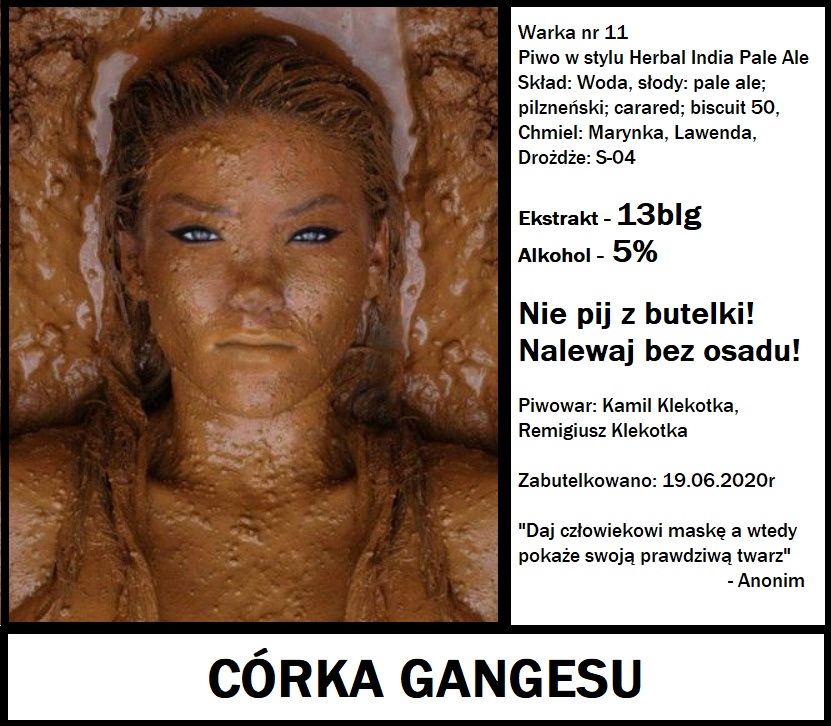 Warka nr 11
Piwo w stylu Herbal India Pale Ale
Skład: Woda, słody: pale ale;
pilzneński; carared; biscuit 50,
Chmiel: Marynka, Lawenda,
Drożdże: S-04
Ekstrakt - 13blg
Alkohol - 5%
Nie pij z butelki!
Nalewaj bez osadu!
Piwowar: Kamil Klekotka,
Remigiusz Klekotka
Zabutelkowano: 19.06.2020r
"Daj człowiekowi maskę a wtedy
pokaże swoją prawdziwą twarz"
- Anonim
CÓRKA GANGESU